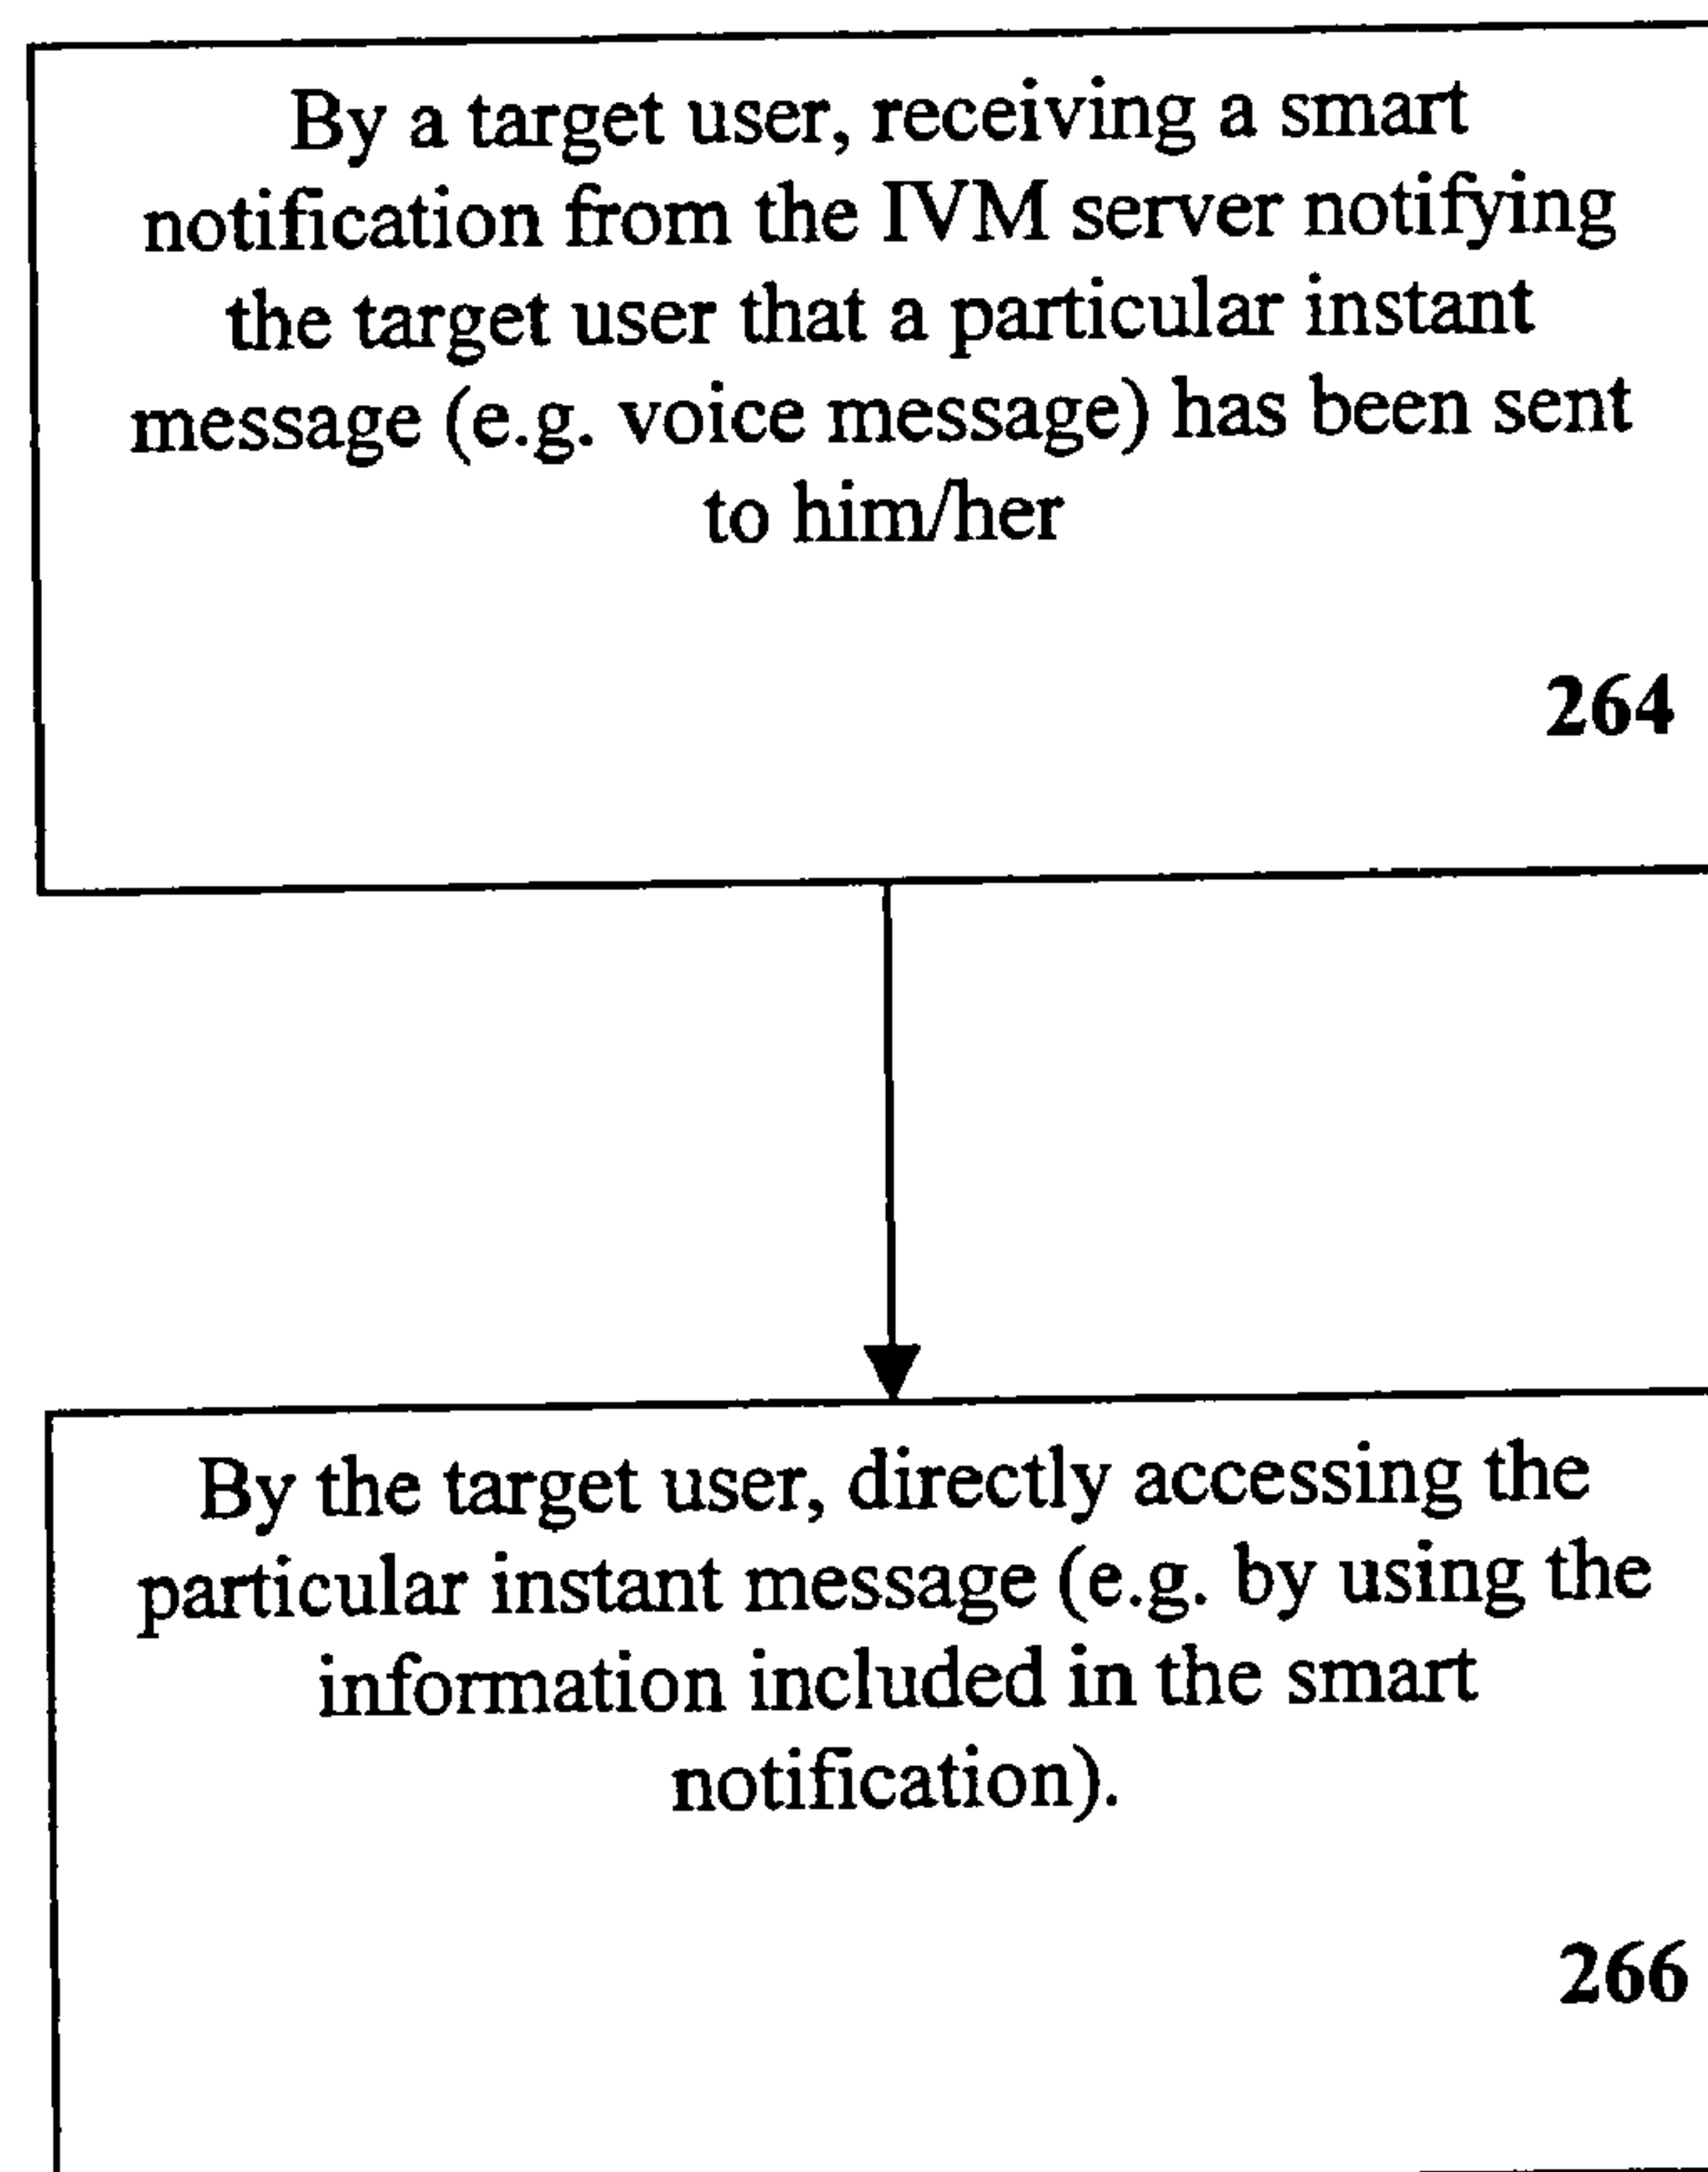 By a target user, receiving a smart
notification from the IVM server notifying
the target user that a particular instant
message (e.g. voice message) has been sent
to him/her
264
By the target user, directly accessing the
particular instant message (e.g. by using the
information included in the smart
notification).
266